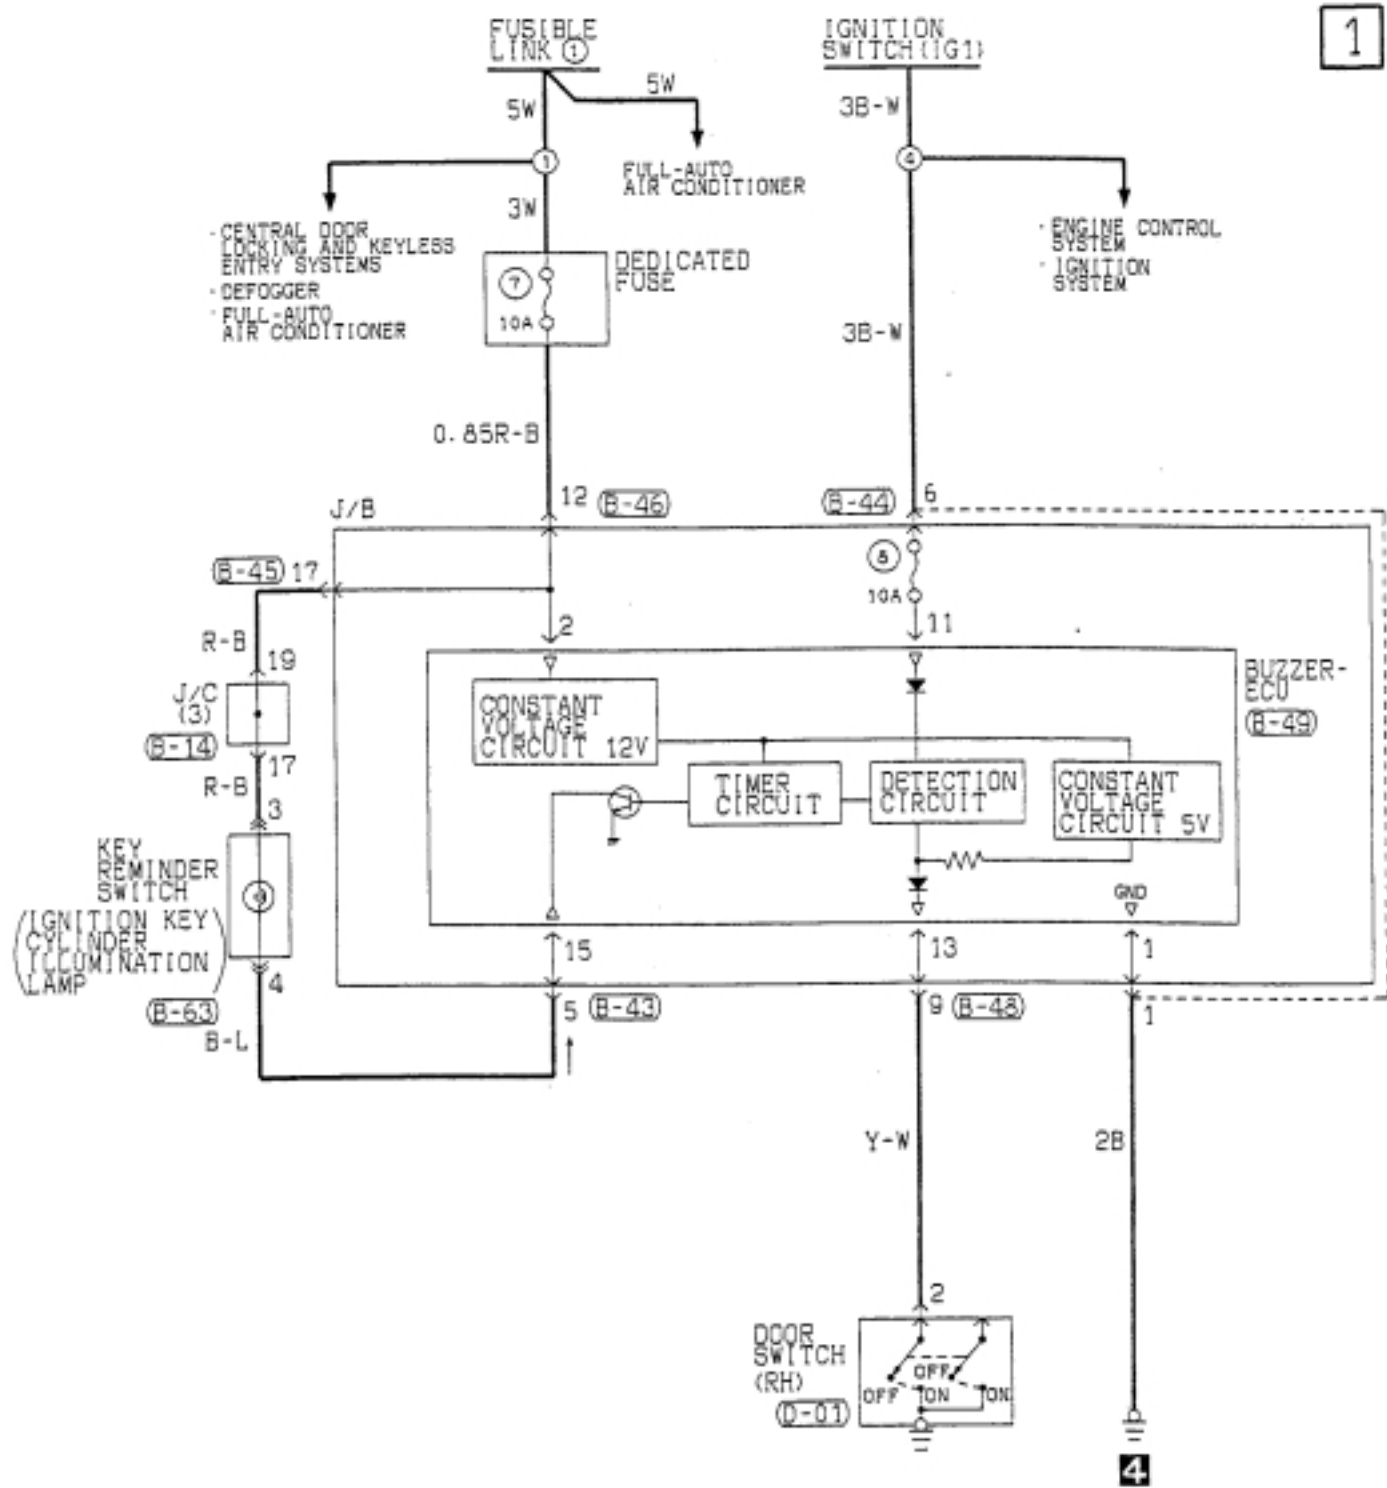 FUSIBLE
LINK ①
IGNITION
SWITCH(IG1)
1
5W
5W
3B-W
1
4
FULL-AUTO
AIR CONDITIONER
3W
· CENTRAL DOOR
LOCKING AND KEYLESS
ENTRY SYSTEMS
· DEFOGGER
· FULL-AUTO
AIR CONDITIONER
· ENGINE CONTROL
SYSTEM
· IGNITION
SYSTEM
DEDICATED
FUSE
7
10A
3B-W
0.85R-B
12 B-46
B-44 6
J/B
8
10A
B-45 17
2
11
R-B
19
J/C
(3)
B-14
17
R-B
3
BUZZER-
ECU
B-49
CONSTANT
VOLTAGE
CIRCUIT 12V
TIMER
CIRCUIT
DETECTION
CIRCUIT
CONSTANT
VOLTAGE
CIRCUIT 5V
KEY
REMINDER
SWITCH
(IGNITION KEY
CYLINDER
ILLUMINATION
LAMP)
GND
4
B-63
B-L
15
13
1
5 B-43
9 B-48
1
Y-W
2B
2
DOOR
SWITCH
(RH)
D-01
OFF
OFF
ON
ON
4